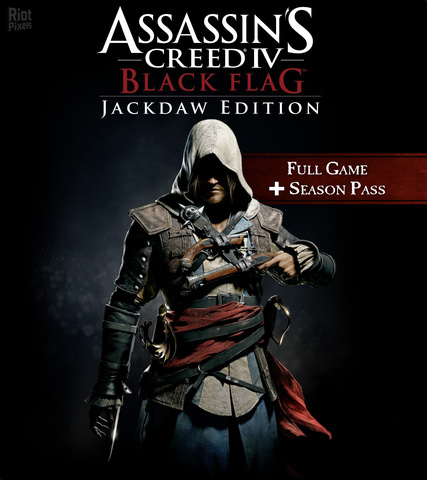 Riot
Pixels
ASSASSIN'S
CREED IV
BLACK FLAG
JACKDAW EDITION
FULL GAME
+ SEASON PASS